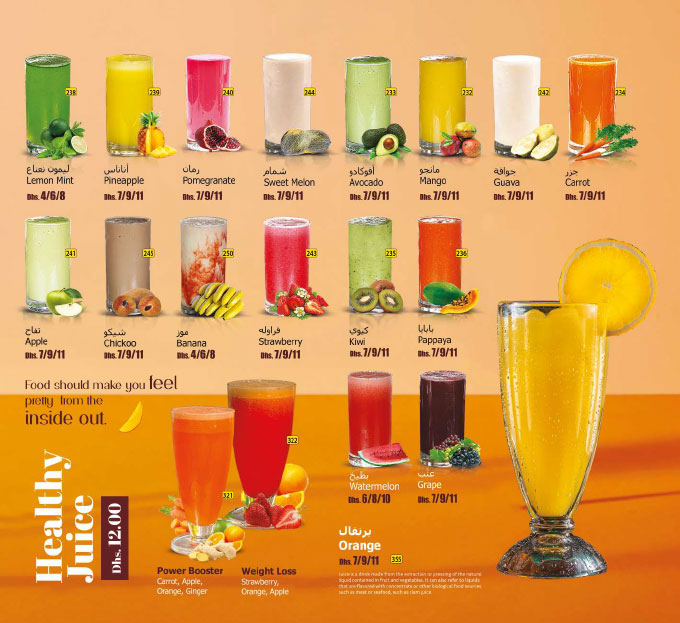 238
239
240
244
233
232
242
234
ليمون نعناع
Lemon Mint
Dhs. 4/6/8
أناناس
Pineapple
Dhs. 7/9/11
رمان
Pomegranate
Dhs. 7/9/11
شمام
Sweet Melon
Dhs. 7/9/11
أفوكادو
Avocado
Dhs. 7/9/11
مانجو
Mango
Dhs. 7/9/11
جوافة
Guava
Dhs. 7/9/11
جزر
Carrot
Dhs. 7/9/11
241
245
250
243
235
236
تفاح
Apple
Dhs. 7/9/11
شيكو
Chickoo
Dhs. 7/9/11
موز
Banana
Dhs. 4/6/8
فراوله
Strawberry
Dhs. 7/9/11
كيوي
Kiwi
Dhs. 7/9/11
بابايا
Pappaya
Dhs. 7/9/11
Food should make you feel
pretty from the
inside out.
Healthy
Juice
Dhs. 12.00
321
Power Booster
Carrot, Apple,
Orange, Ginger
322
Weight Loss
Strawberry,
Orange, Apple
بطيخ
Watermelon
Dhs. 6/8/10
عنب
Grape
Dhs. 7/9/11
برتقال
Orange
Dhs. 7/9/11 355
Juice is a drink made from the extraction or pressing of the natural
liquid contained in fruit and vegetables. It can also refer to liquids
that are flavored with concentrate or other biological food sources,
such as meat or seafood, such as clam juice.